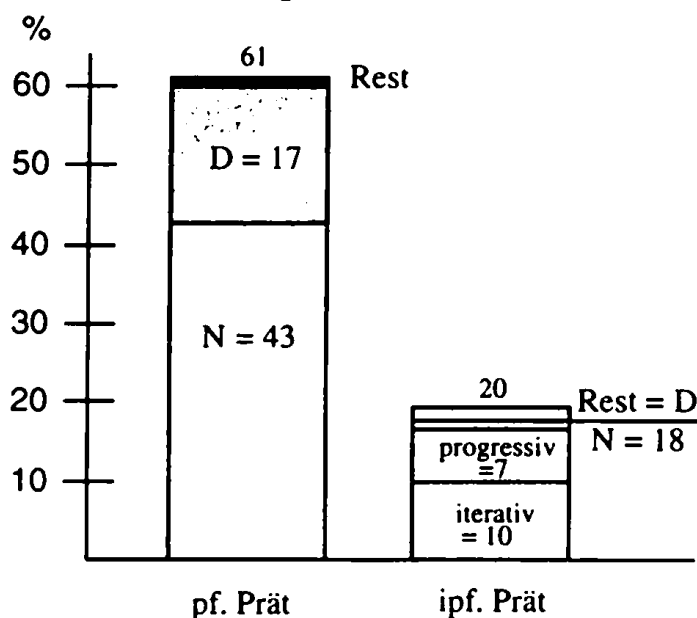 %
61
60
Rest
50
D = 17
40
30
N = 43
20
20
Rest = D
N = 18
progressiv
=7
10
iterativ
= 10
pf. Prät
ipf. Prät